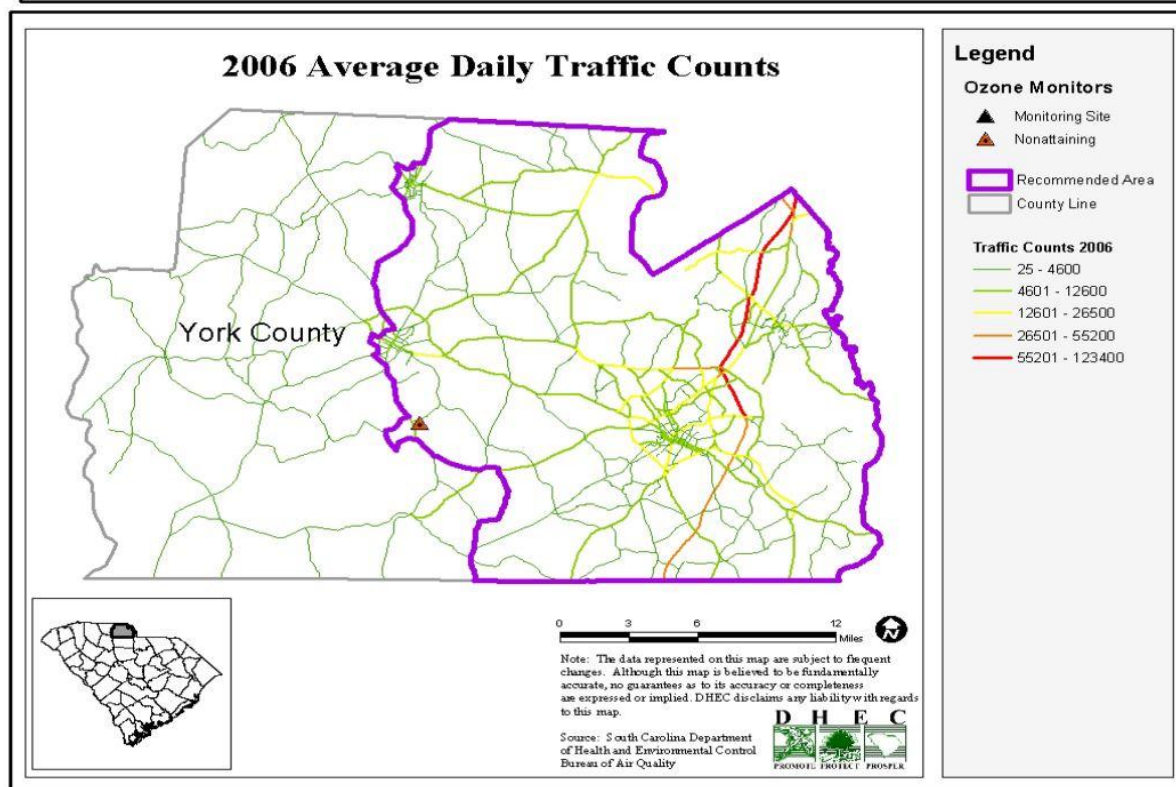 2006 Average Daily Traffic Counts
York County
0 3 6 12
Miles
N
Note: The data represented on this map are subject to frequent
changes. Although this map is believed to be fundamentally
accurate, no guarantees as to its accuracy or completeness
are expressed or implied. DHEC disclaims any liability with regards
to this map.
Source: South Carolina Department
of Health and Environmental Control
Bureau of Air Quality
D H E C
PROMOTE PROTECT PROSPER
Legend
Ozone Monitors
Monitoring Site
Nonattaining
Recommended Area
County Line
Traffic Counts 2006
25 - 4600
4601 - 12600
12601 - 26500
26501 - 55200
55201 - 123400